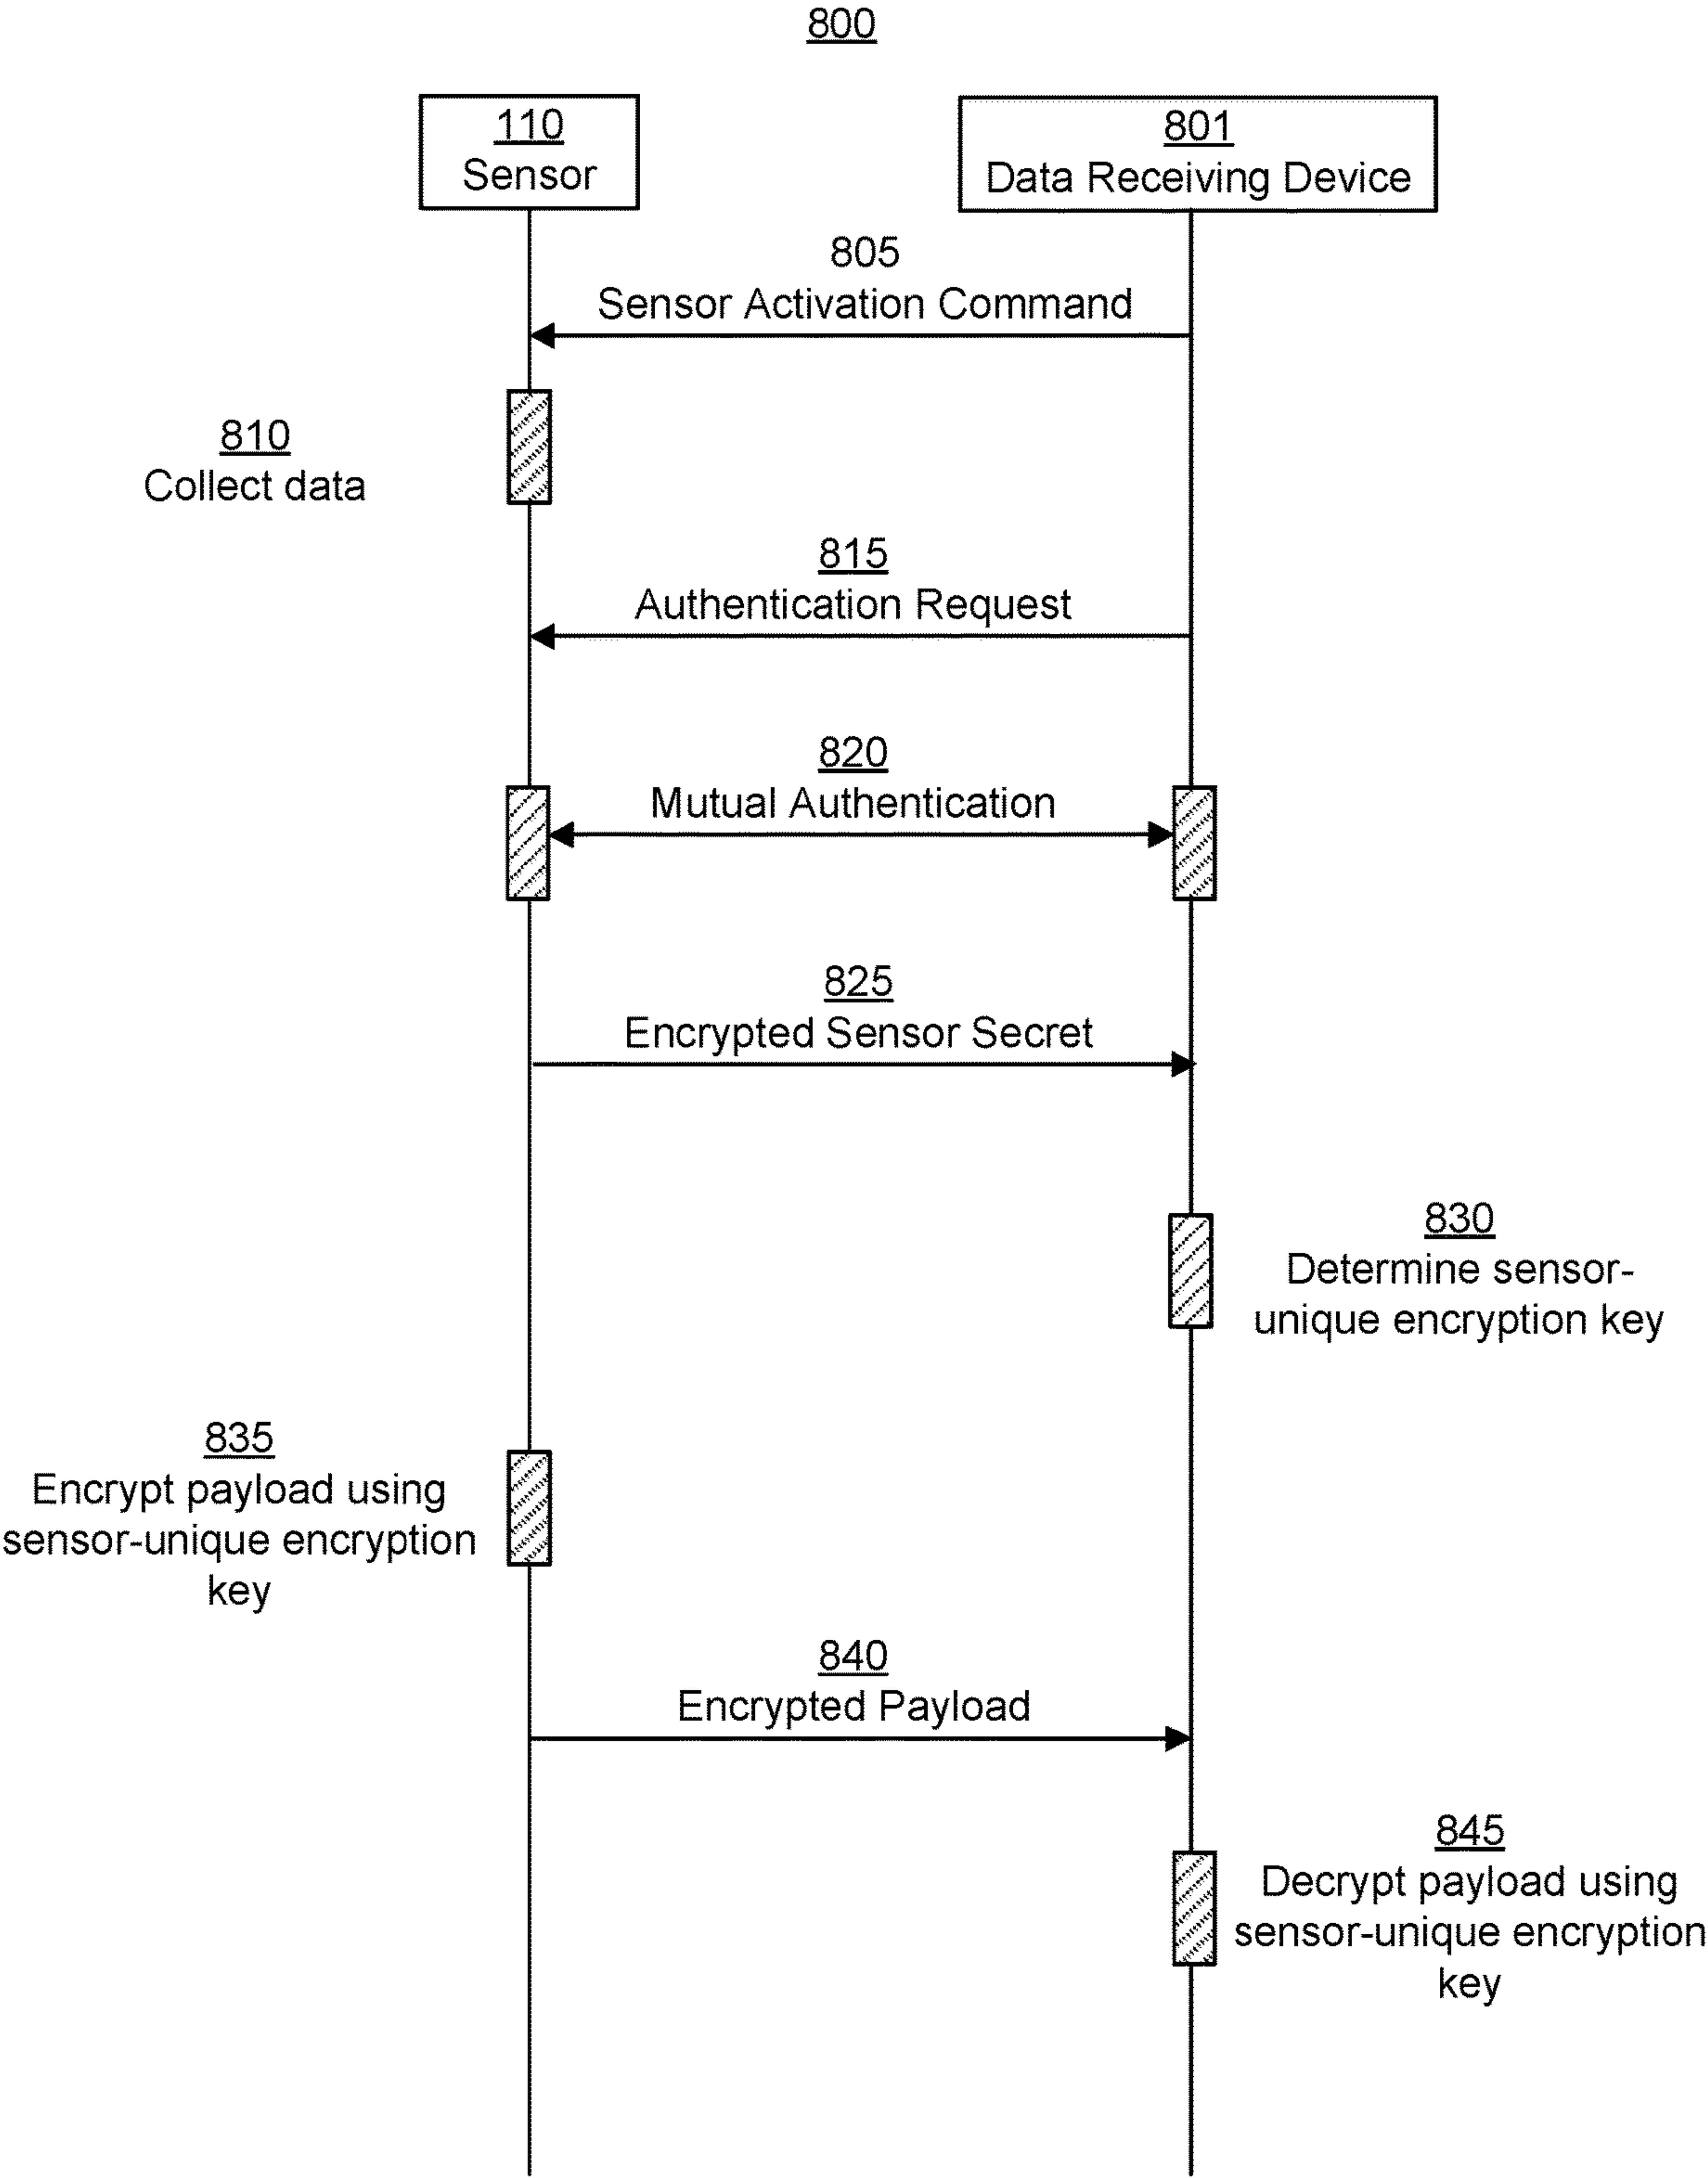 800
110
Sensor
801
Data Receiving Device
805
Sensor Activation Command
810
Collect data
815
Authentication Request
820
Mutual Authentication
825
Encrypted Sensor Secret
830
Determine sensor-
unique encryption key
835
Encrypt payload using
sensor-unique encryption
key
840
Encrypted Payload
845
Decrypt payload using
sensor-unique encryption
key